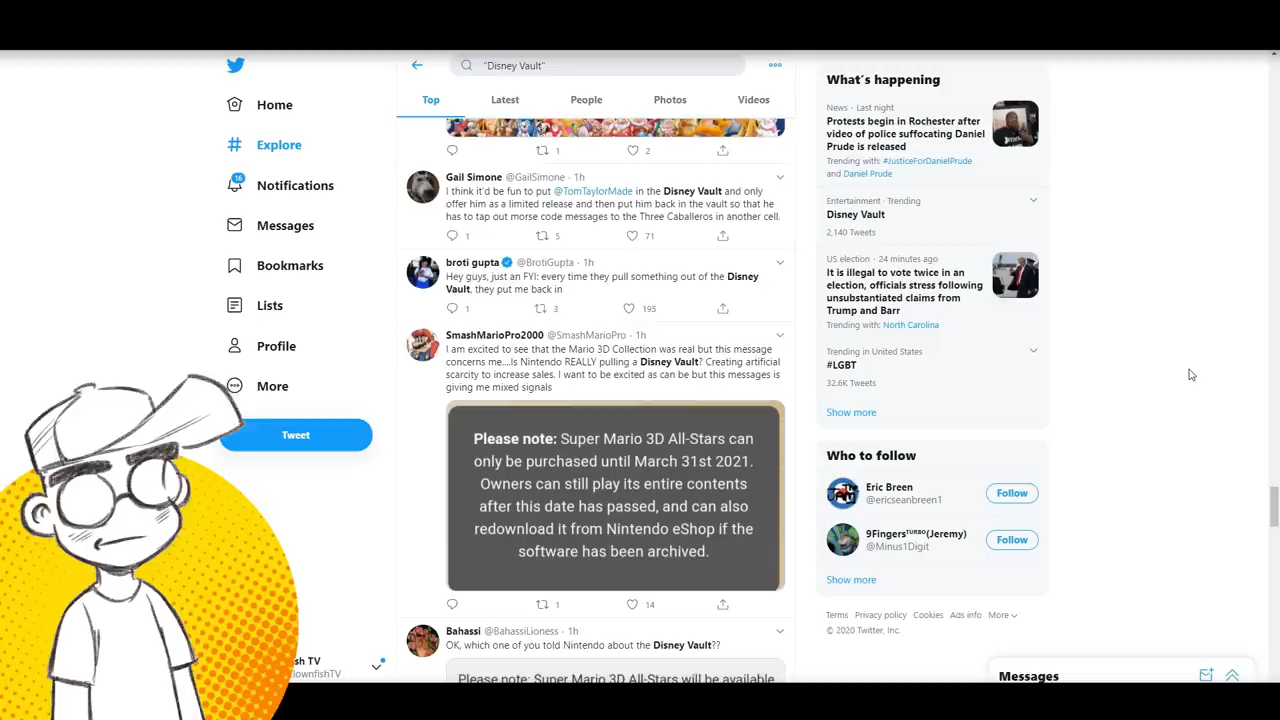 Home
Explore
16
Notifications
Messages
Bookmarks
Lists
Profile
More
Tweet
sh TV
lownfishTV
"Disney Vault"
Top
Latest
People
Photos
Videos
1
2
Gail Simone @GailSimone · 1h
I think it'd be fun to put @TomTaylorMade in the Disney Vault and only
offer him as a limited release and then put him back in the vault so that he
has to tap out morse code messages to the Three Caballeros in another cell.
1
5
71
broti gupta @BrotiGupta · 1h
Hey guys, just an FYI: every time they pull something out of the Disney
Vault, they put me back in
1
3
195
SmashMarioPro2000 @SmashMarioPro · 1h
I am excited to see that the Mario 3D Collection was real but this message
concerns me....Is Nintendo REALLY pulling a Disney Vault? Creating artificial
scarcity to increase sales. I want to be excited as can be but this messages is
giving me mixed signals
Please note: Super Mario 3D All-Stars can
only be purchased until March 31st 2021.
Owners can still play its entire contents
after this date has passed, and can also
redownload it from Nintendo eShop if the
software has been archived.
1
14
Bahassi @BahassiLioness · 1h
OK, which one of you told Nintendo about the Disney Vault??
Please note: Super Mario 3D All-Stars will be available
What's happening
News · Last night
Protests begin in Rochester after
video of police suffocating Daniel
Prude is released
Trending with: #JusticeForDanielPrude
and Daniel Prude
Entertainment · Trending
Disney Vault
2,140 Tweets
US election · 24 minutes ago
It is illegal to vote twice in an
election, officials stress following
unsubstantiated claims from
Trump and Barr
Trending with: North Carolina
Trending in United States
#LGBT
32.6K Tweets
Show more
Who to follow
Eric Breen
@ericseanbreen1
Follow
9Fingersᵀᵁᴿᴮᴼ(Jeremy)
@Minus1Digit
Follow
Show more
Terms Privacy policy Cookies Ads info More
© 2020 Twitter, Inc.
Messages